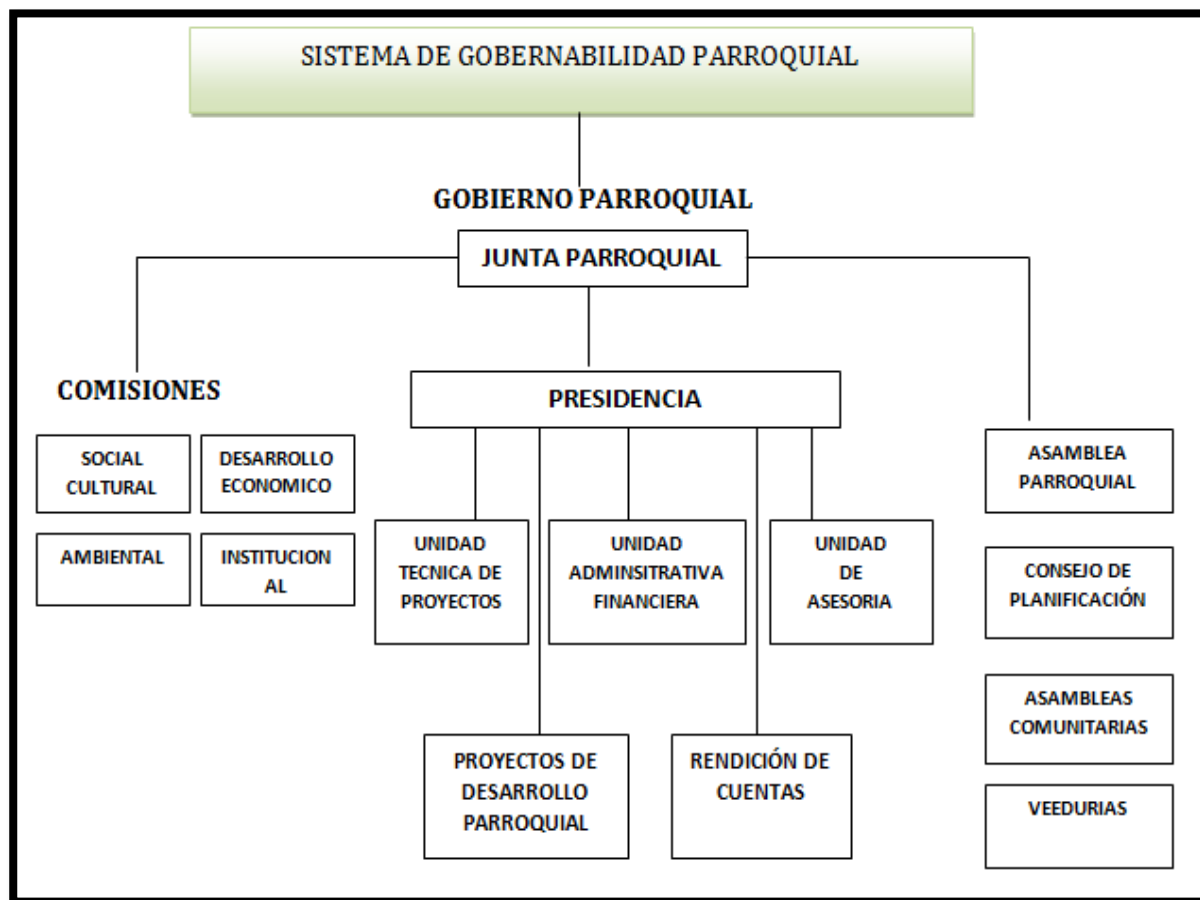 SISTEMA DE GOBERNABILIDAD PARROQUIAL
GOBIERNO PARROQUIAL
JUNTA PARROQUIAL
COMISIONES
SOCIAL
CULTURAL
DESARROLLO
ECONOMICO
AMBIENTAL
INSTITUCION
AL
PRESIDENCIA
UNIDAD
TECNICA DE
PROYECTOS
UNIDAD
ADMINSITRATIVA
FINANCIERA
UNIDAD
DE
ASESORIA
PROYECTOS DE
DESARROLLO
PARROQUIAL
RENDICIÓN DE
CUENTAS
ASAMBLEA
PARROQUIAL
CONSEJO DE
PLANIFICACIÓN
ASAMBLEAS
COMUNITARIAS
VEEDURIAS